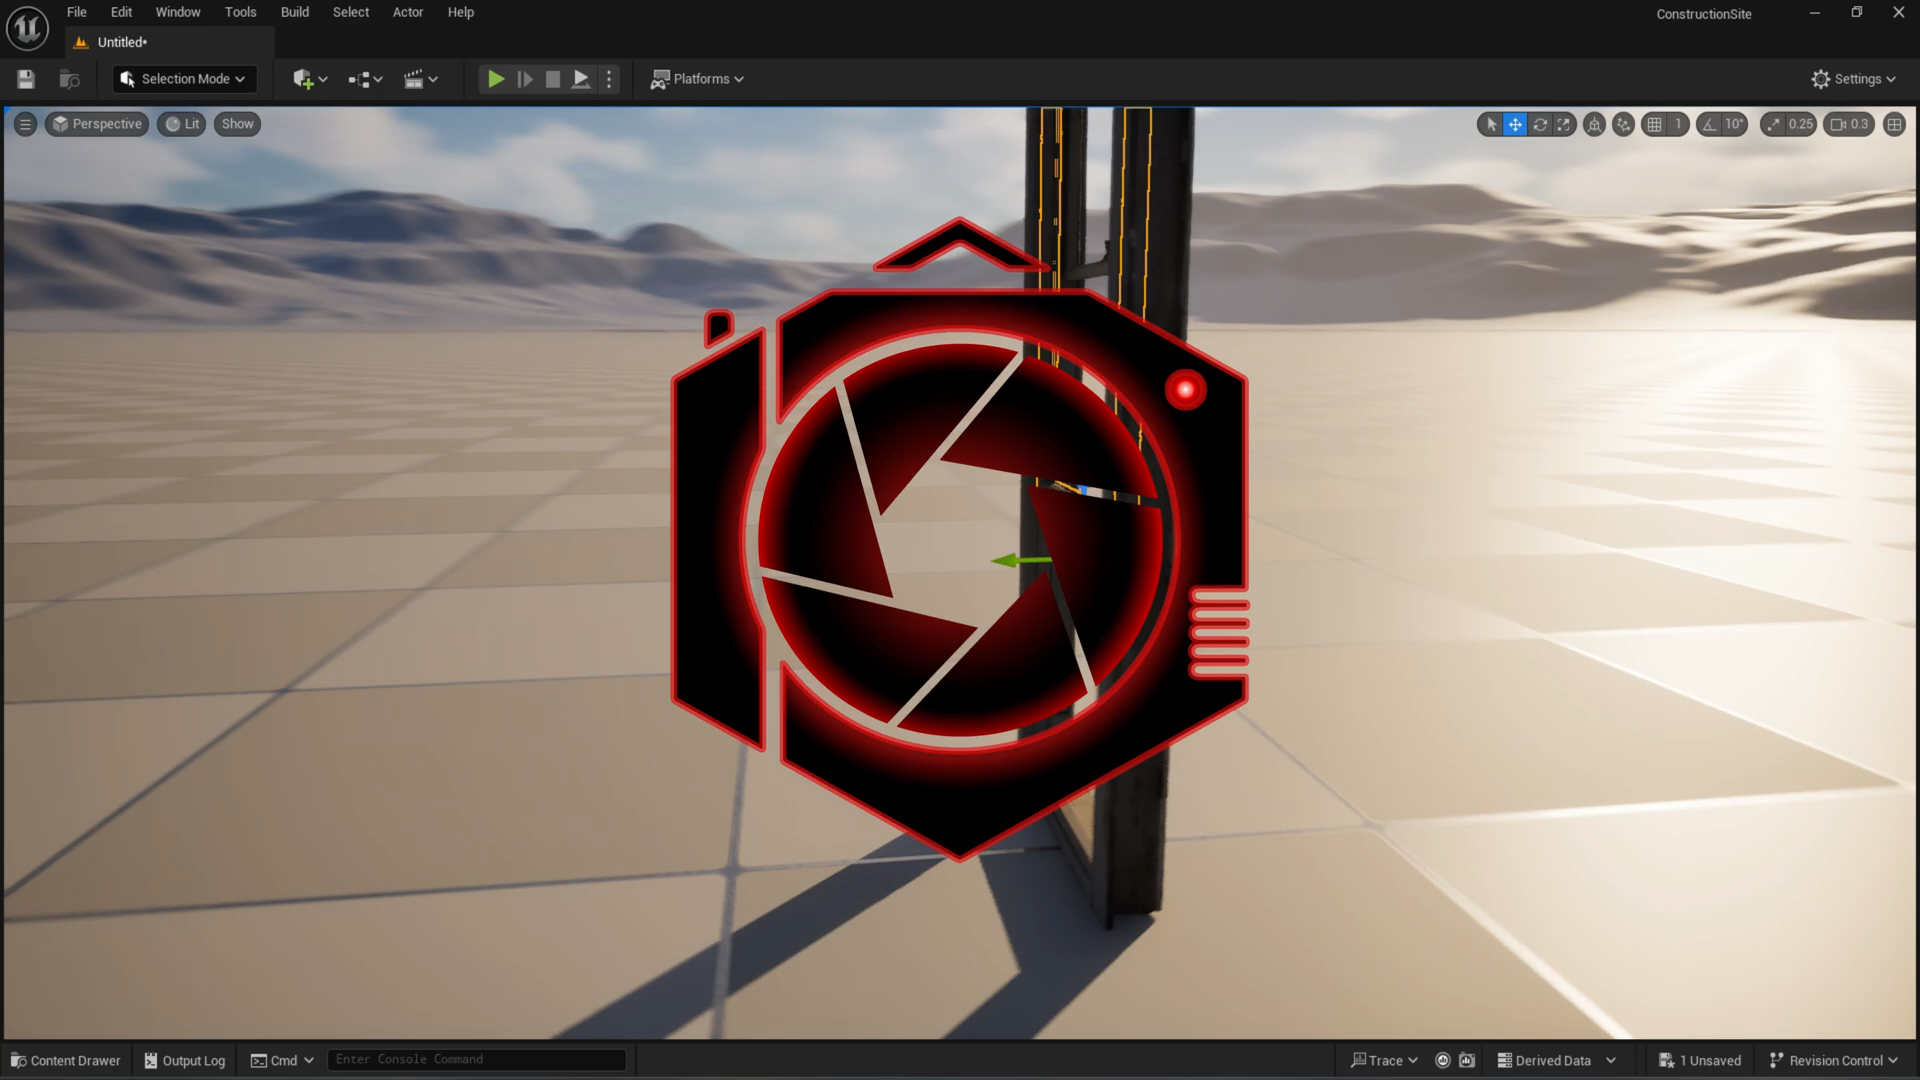 File Edit Window Tools Build Select Actor Help
ConstructionSite
Untitled*
Selection Mode
Platforms
Settings
Perspective Lit Show
1 10° 0.25 0.3
Content Drawer Output Log Cmd Enter Console Command
Trace Derived Data 1 Unsaved Revision Control